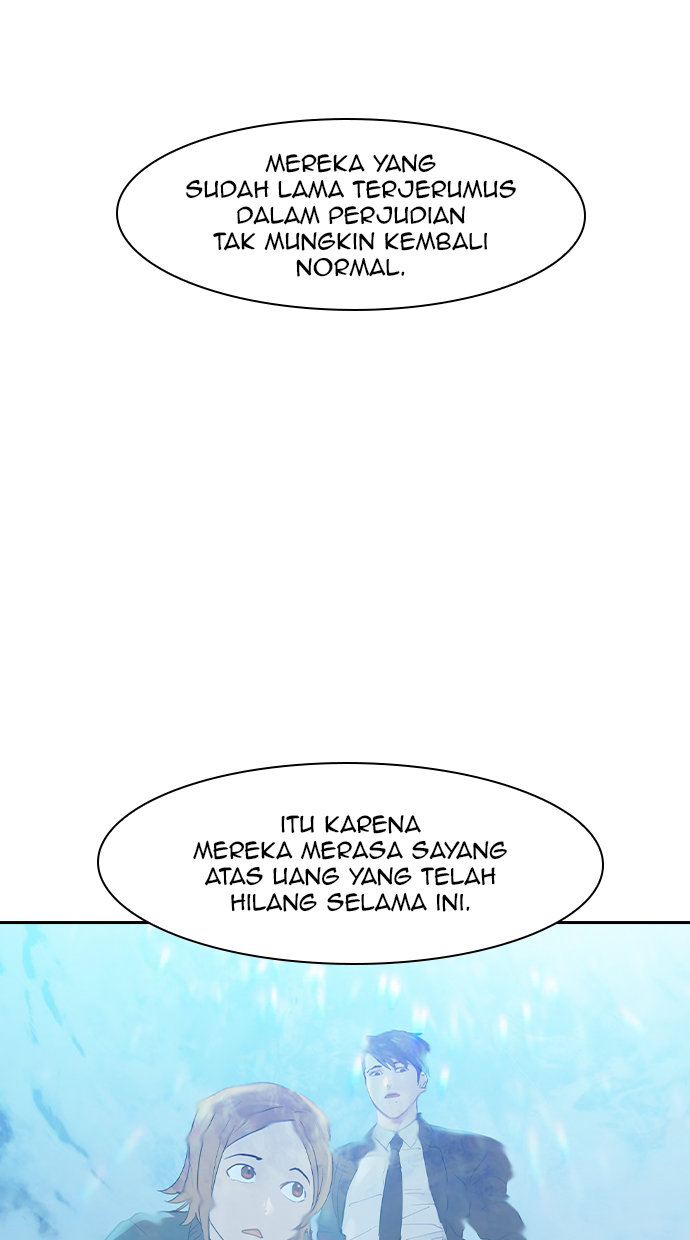 MEREKA YANG
SUDAH LAMA TERJERUMUS
DALAM PERJUDIAN
TAK MUNGKIN KEMBALI
NORMAL.
ITU KARENA
MEREKA MERASA SAYANG
ATAS UANG YANG TELAH
HILANG SELAMA INI.